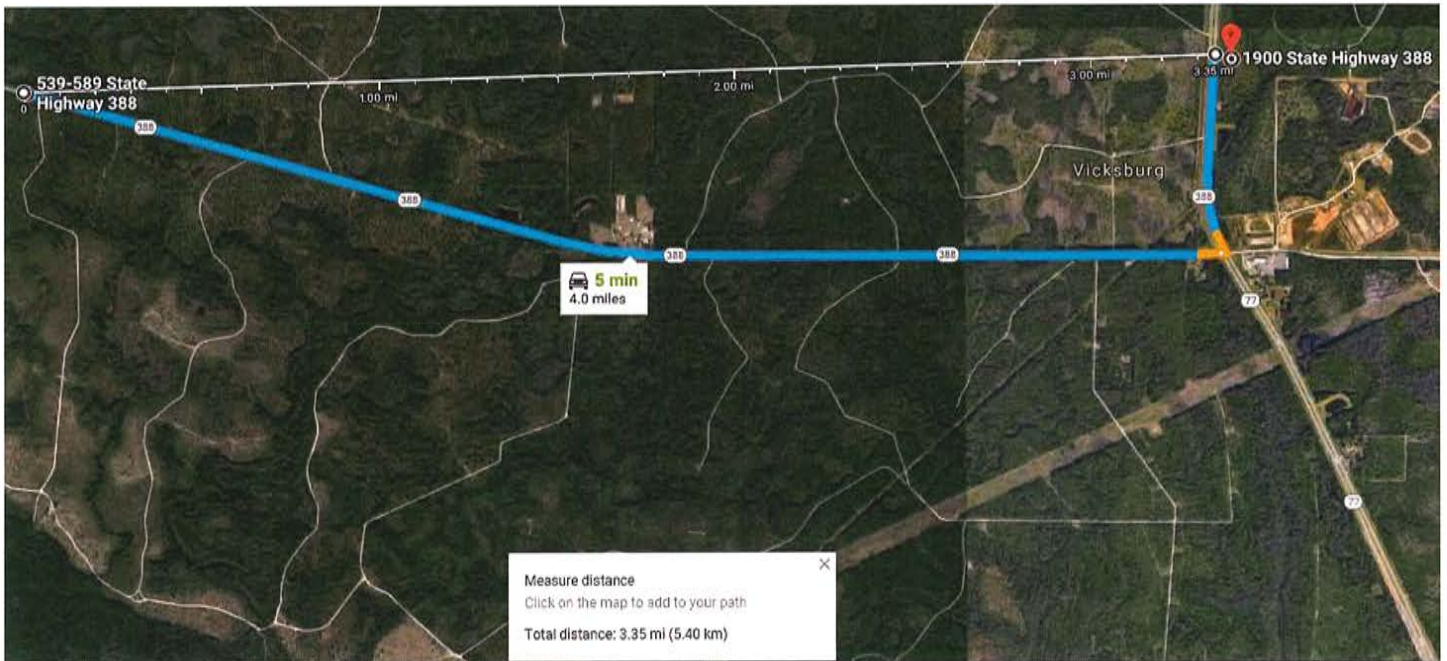 539-589 State
Highway 388
0
1.00 mi
2.00 mi
3.00 mi
3.35 mi
1900 State Highway 388
388
388
388
388
388
Vicksburg
5 min
4.0 miles
77
77
Measure distance
Click on the map to add to your path
Total distance: 3.35 mi (5.40 km)